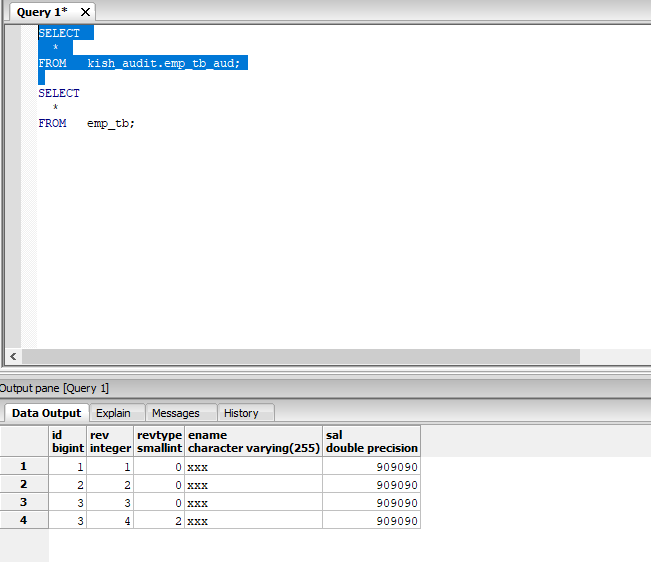 Query 1*
SELECT
*
FROM kish_audit.emp_tb_aud;
SELECT
*
FROM emp_tb;
Output pane [Query 1]
Data Output Explain Messages History
id rev revtype ename sal
bigint integer smallint character varying(255) double precision
1 1 1 0 xxx 909090
2 2 2 0 xxx 909090
3 3 3 0 xxx 909090
4 3 4 2 xxx 909090